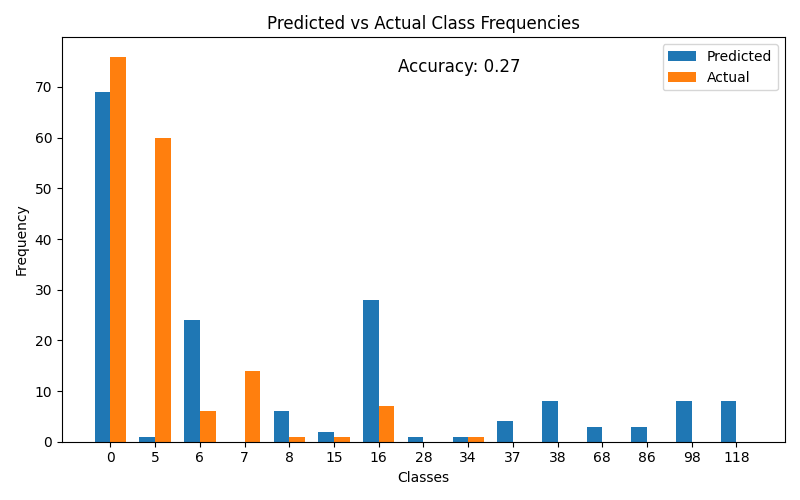 Predicted vs Actual Class Frequencies
Accuracy: 0.27
Predicted
Actual
Frequency
70
60
50
40
30
20
10
0
0 5 6 7 8 15 16 28 34 37 38 68 86 98 118
Classes